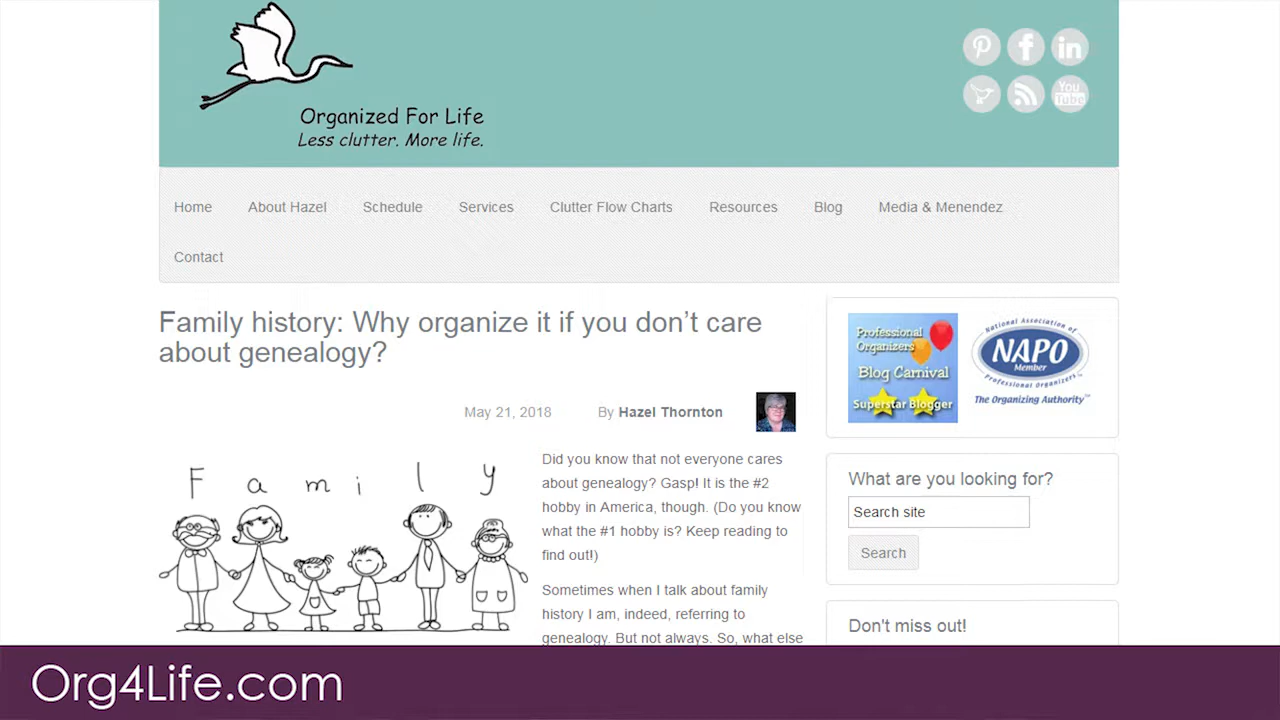 Organized For Life
Less clutter. More life.
You
Tube
Home About Hazel Schedule Services Clutter Flow Charts Resources Blog Media & Menendez
Contact
Family history: Why organize it if you don’t care
about genealogy?
May 21, 2018 By Hazel Thornton
F a m i l y
Did you know that not everyone cares
about genealogy? Gasp! It is the #2
hobby in America, though. (Do you know
what the #1 hobby is? Keep reading to
find out!)
Sometimes when I talk about family
history I am, indeed, referring to
genealogy. But not always. So, what else
Professional
Organizers
Blog Carnival
Superstar Blogger
National Association of
NAPO
Member
Professional Organizers
The Organizing Authority
What are you looking for?
Search site
Search
Don't miss out!
Org4Life.com